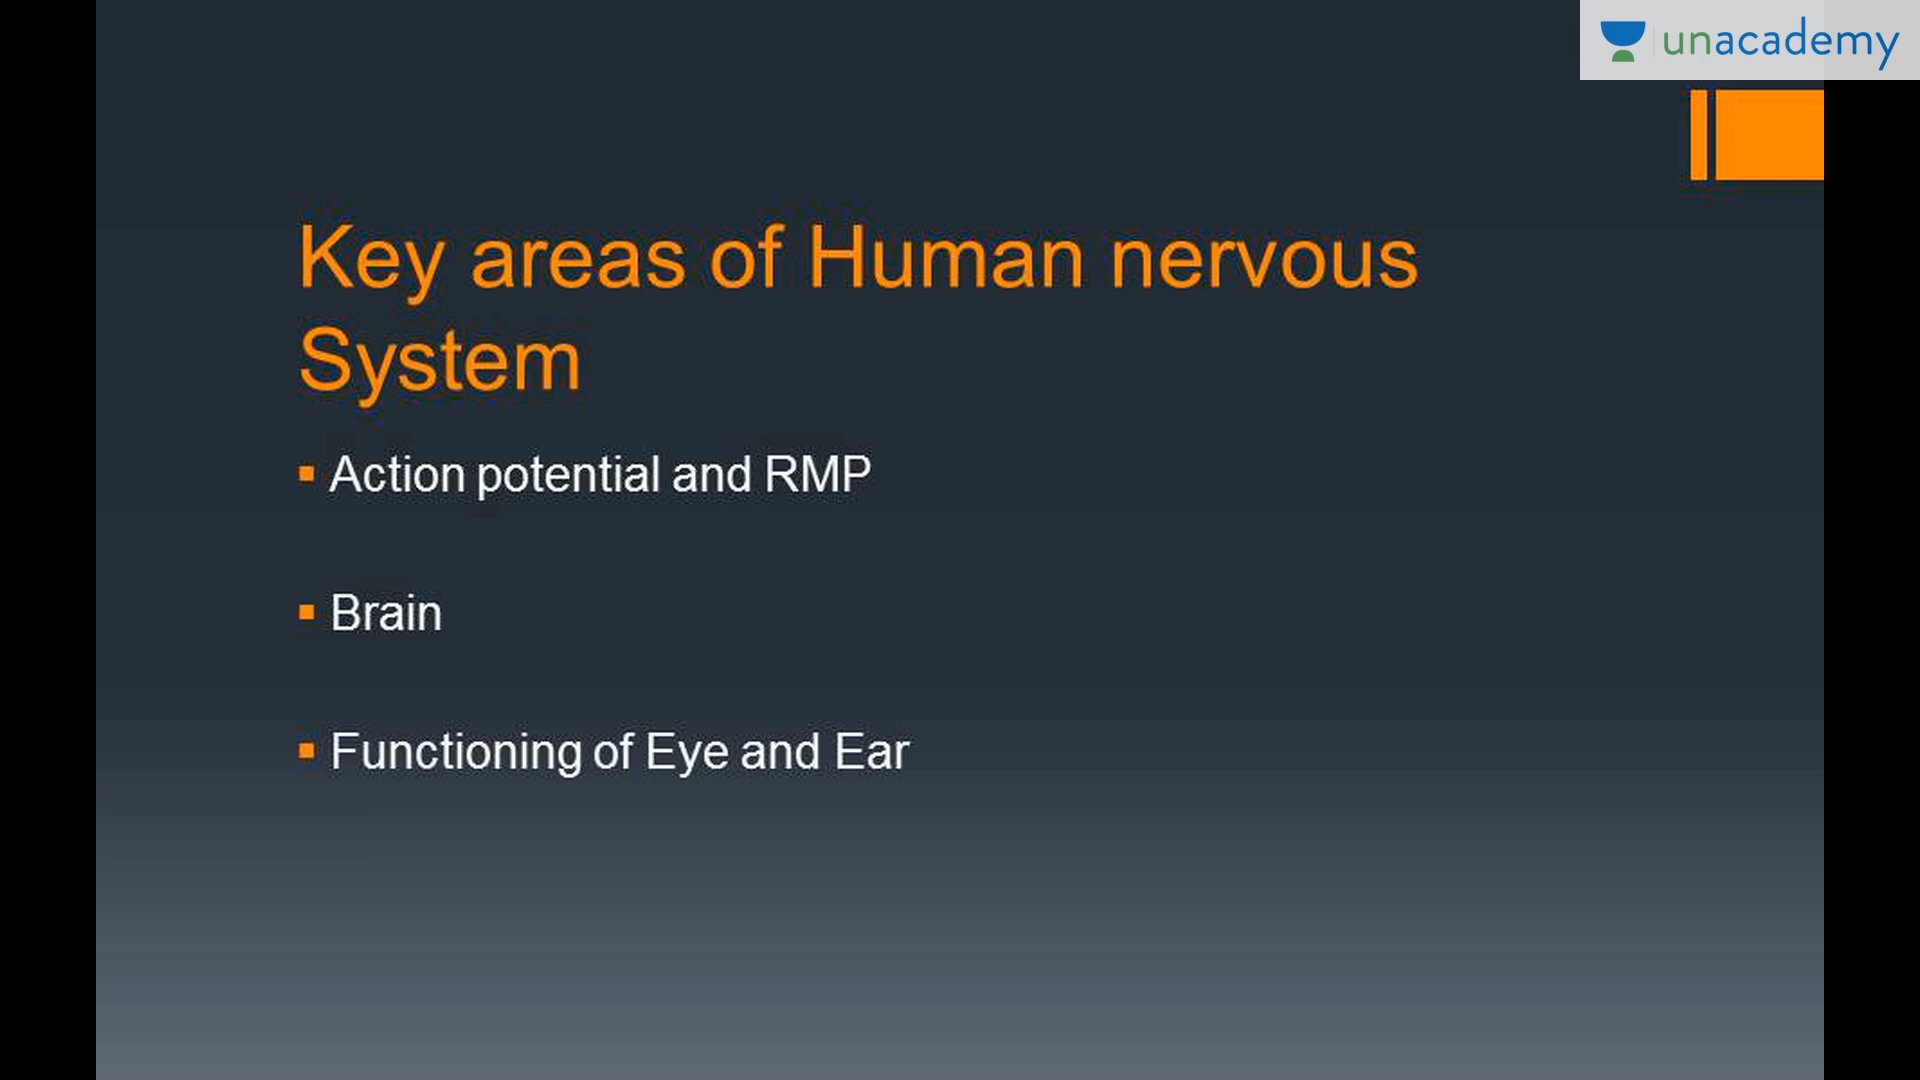 unacademy
Key areas of Human nervous
System
Action potential and RMP
Brain
Functioning of Eye and Ear